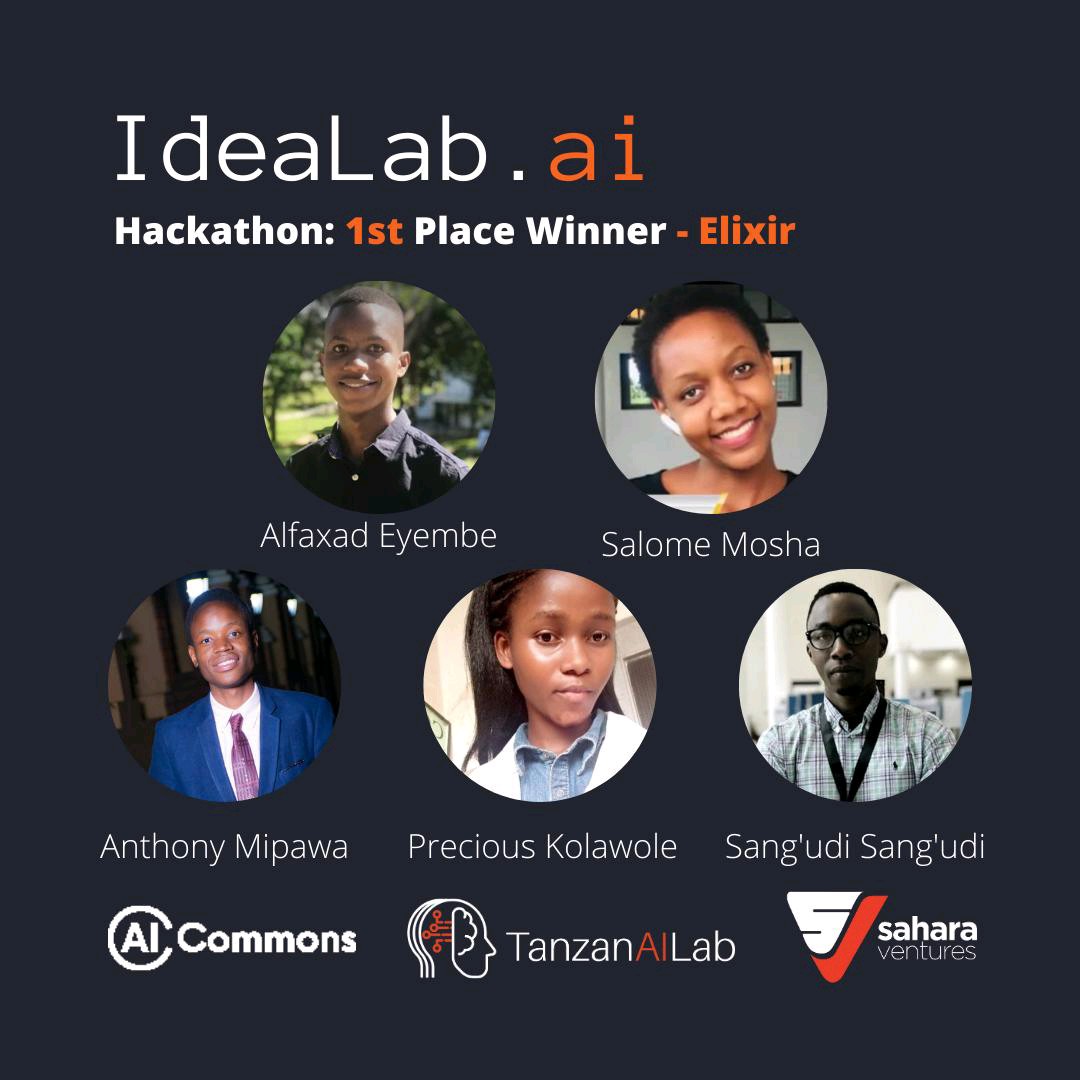 IdeaLab.ai
Hackathon: 1st Place Winner - Elixir
Alfaxad Eyembe
Salome Mosha
Anthony Mipawa
Precious Kolawole
Sang'udi Sang'udi
AI Commons
TanzanAILab
sahara
ventures